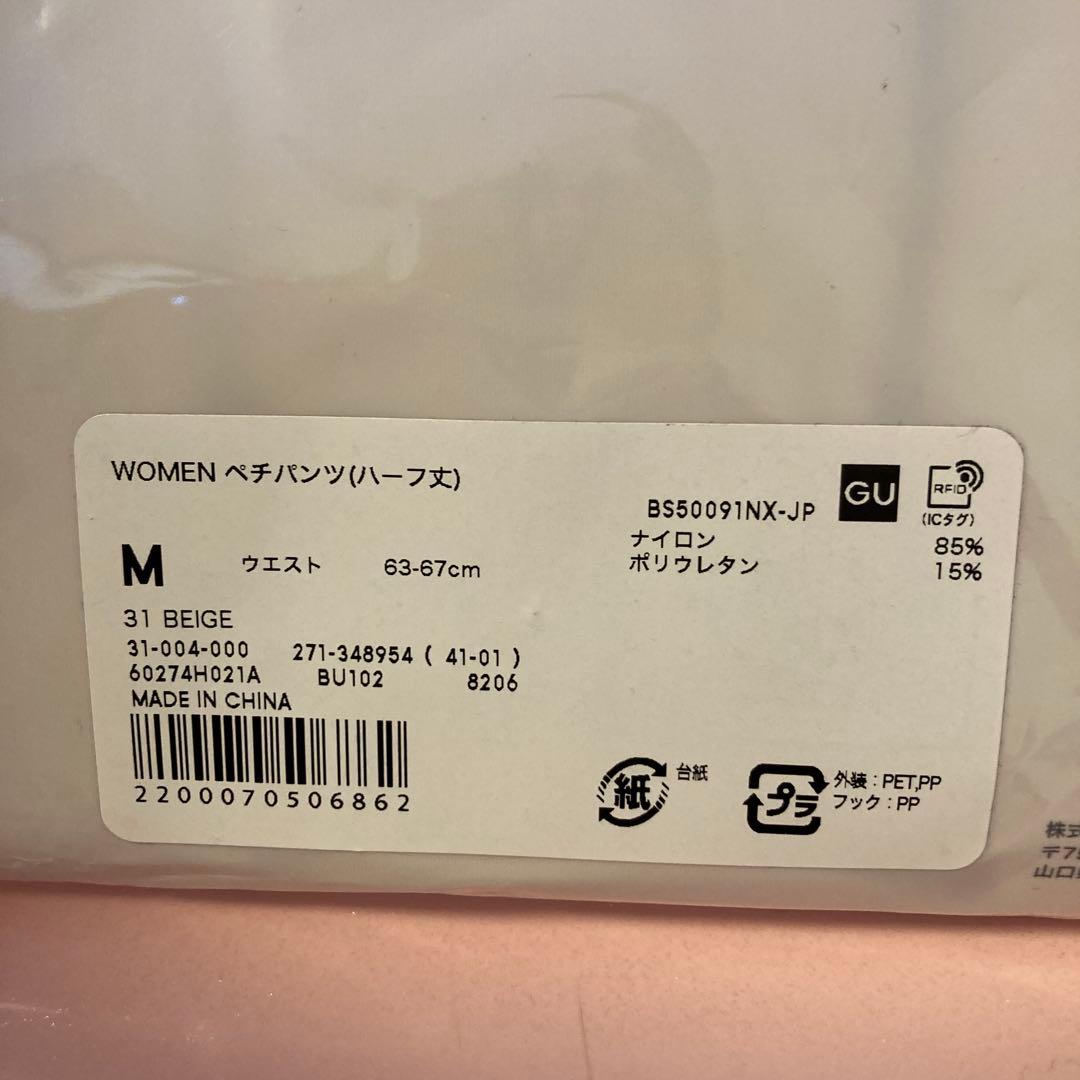 WOMEN ペチパンツ(ハーフ丈)
BS50091NX-JP
GU
RFID
(ICタグ)
ナイロン 85%
ポリウレタン 15%
M ウエスト 63-67cm
31 BEIGE
31-004-000 271-348954 ( 41-01 )
60274H021A BU102 8206
MADE IN CHINA
2200070506862
紙 台紙
プラ 外装:PET,PP
フック:PP
株式
〒75
山口